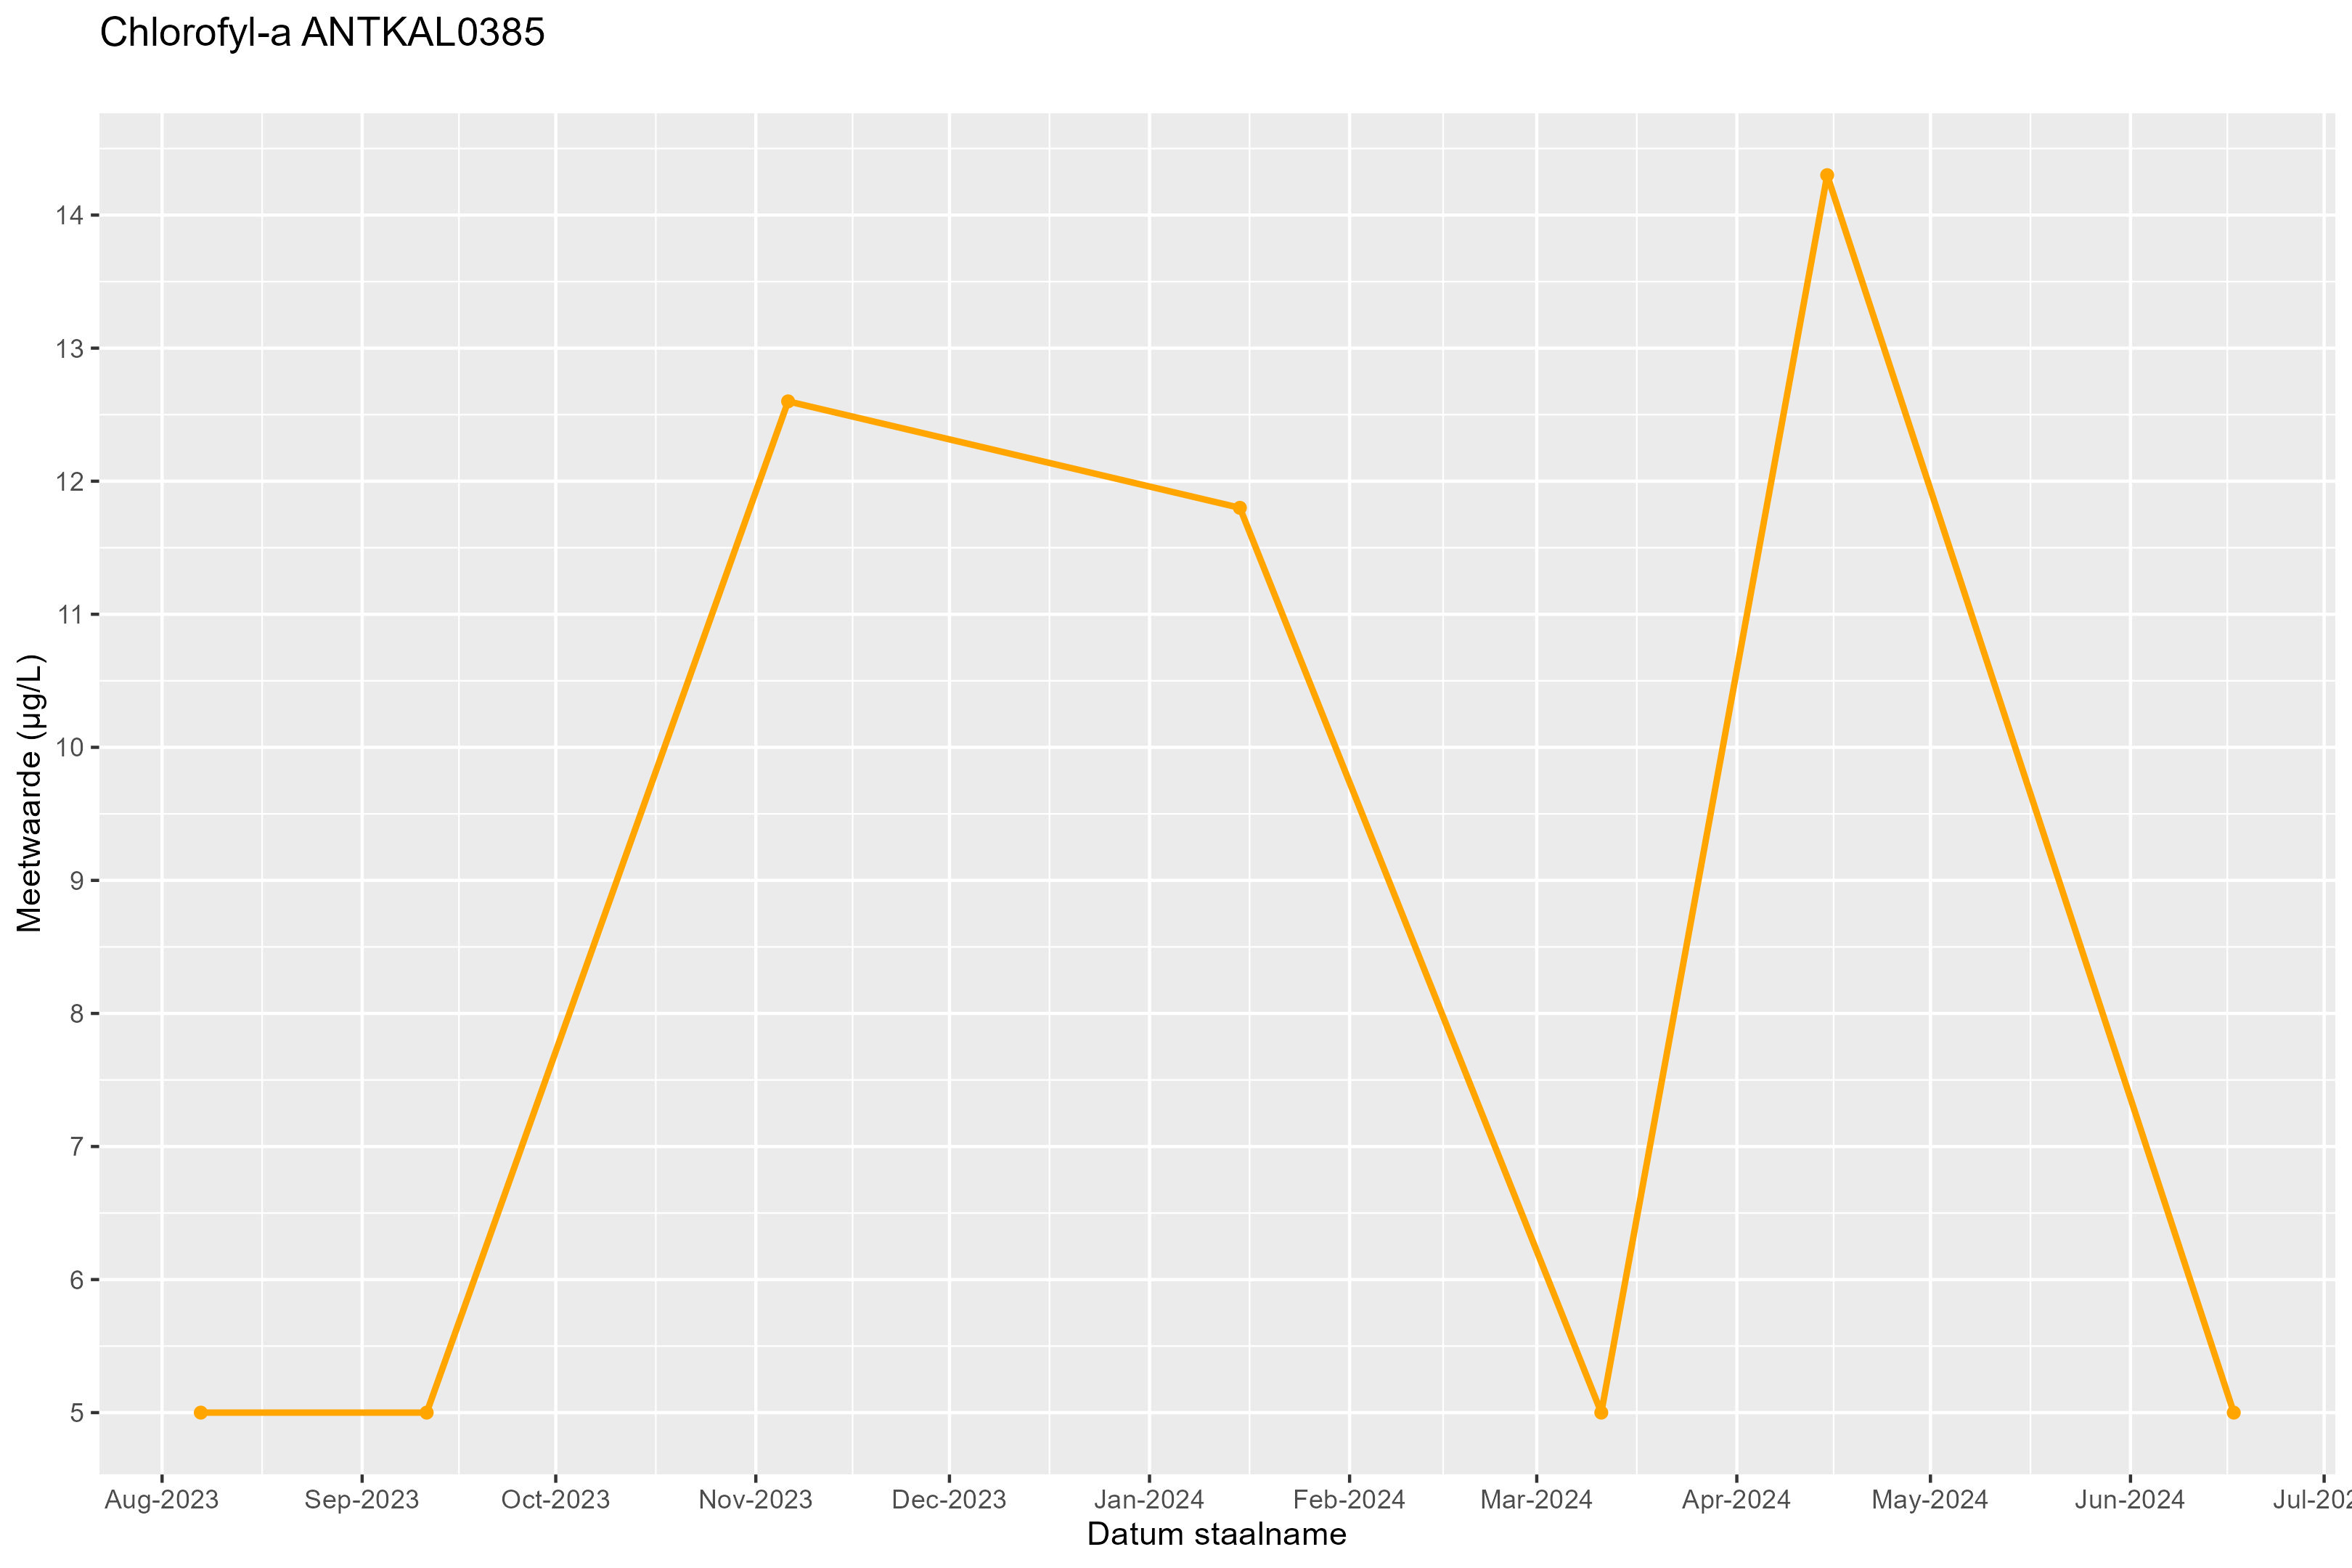 Chlorofyl-a ANTKAL0385
Meetwaarde (µg/L)
14
13
12
11
10
9
8
7
6
5
Aug-2023 Sep-2023 Oct-2023 Nov-2023 Dec-2023 Jan-2024 Feb-2024 Mar-2024 Apr-2024 May-2024 Jun-2024 Jul-202
Datum staalname